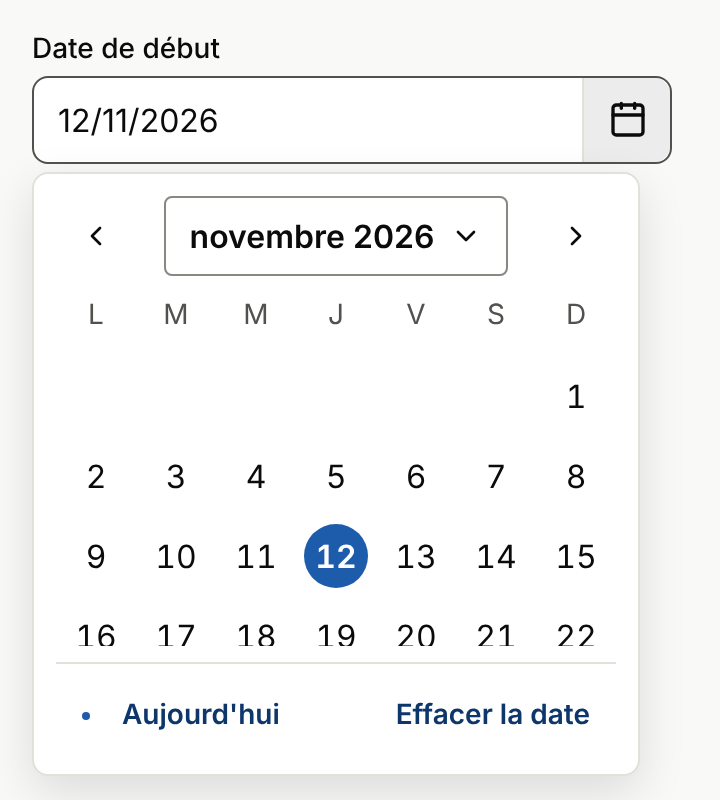 Date de début
12/11/2026
novembre 2026
L M M J V S D
1
2 3 4 5 6 7 8
9 10 11 12 13 14 15
16 17 18 19 20 21 22
Aujourd'hui Effacer la date